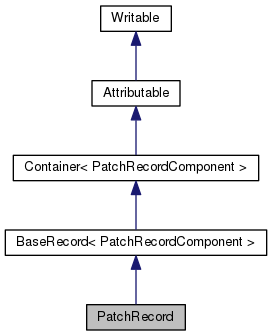 Writable
Attributable
Container< PatchRecordComponent >
BaseRecord< PatchRecordComponent >
PatchRecord